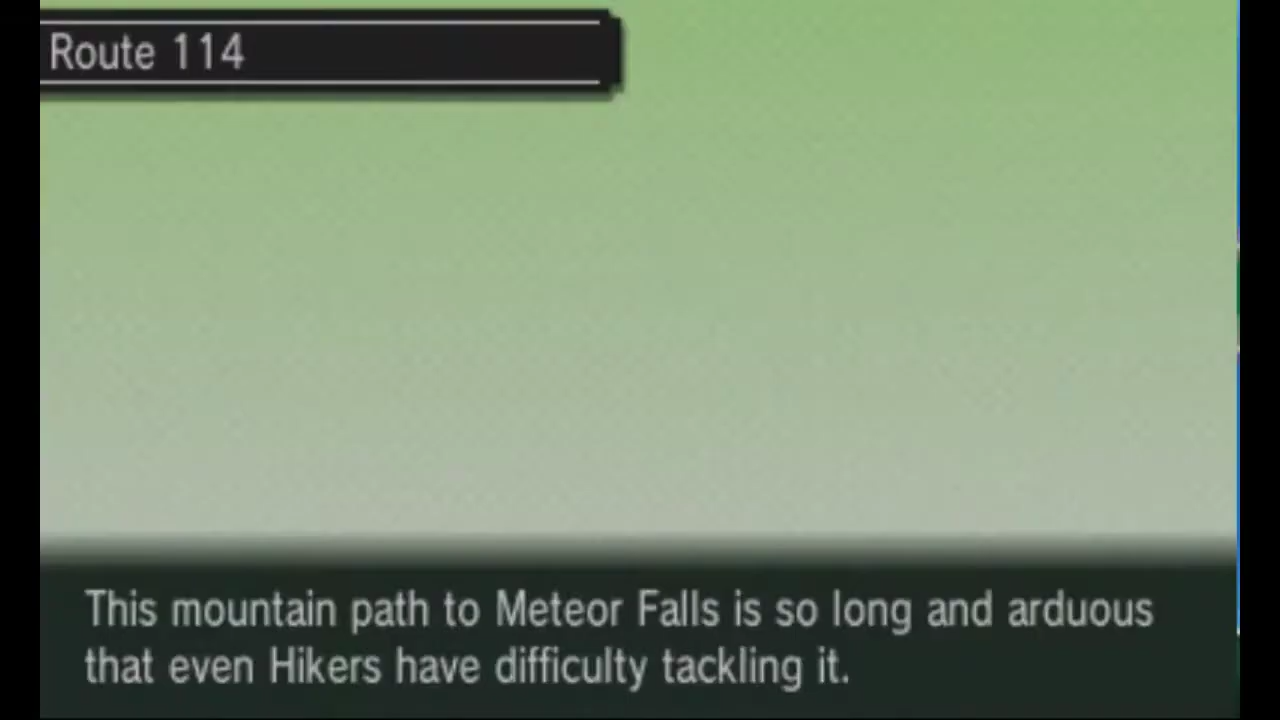 Route 114
This mountain path to Meteor Falls is so long and arduous
that even Hikers have difficulty tackling it.